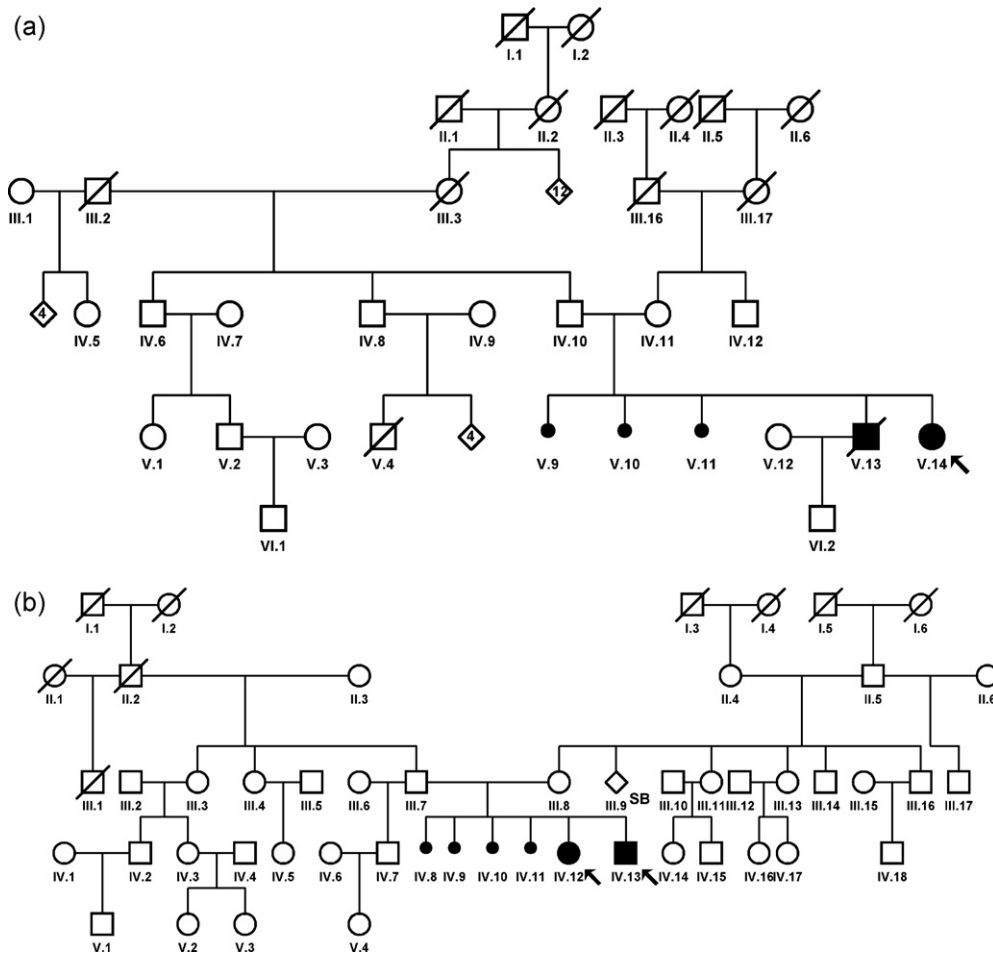 (a)
I.1 I.2
II.1 II.2 II.3 II.4 II.5 II.6
12
III.1 III.2 III.3 III.16 III.17
4
IV.5 IV.6 IV.7 IV.8 IV.9 IV.10 IV.11 IV.12
4
V.1 V.2 V.3 V.4 V.9 V.10 V.11 V.12 V.13 V.14
VI.1 VI.2
(b)
I.1 I.2 I.3 I.4 I.5 I.6
II.1 II.2 II.3 II.4 II.5 II.6
SB
III.1 III.2 III.3 III.4 III.5 III.6 III.7 III.8 III.9 III.10 III.11 III.12 III.13 III.14 III.15 III.16 III.17
IV.1 IV.2 IV.3 IV.4 IV.5 IV.6 IV.7 IV.8 IV.9 IV.10 IV.11 IV.12 IV.13 IV.14 IV.15 IV.16 IV.17 IV.18
V.1 V.2 V.3 V.4